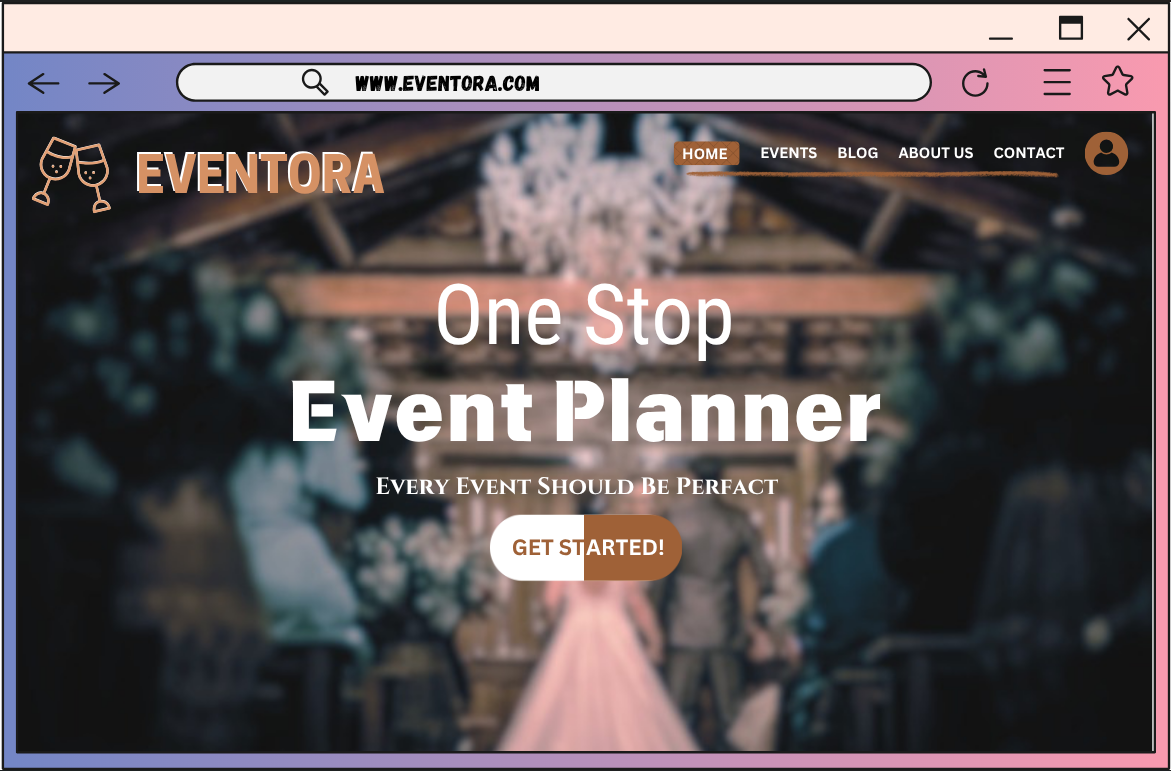 WWW.EVENTORA.COM
EVENTORA
HOME EVENTS BLOG ABOUT US CONTACT
One Stop
Event Planner
Every Event Should Be Perfact
GET STARTED!